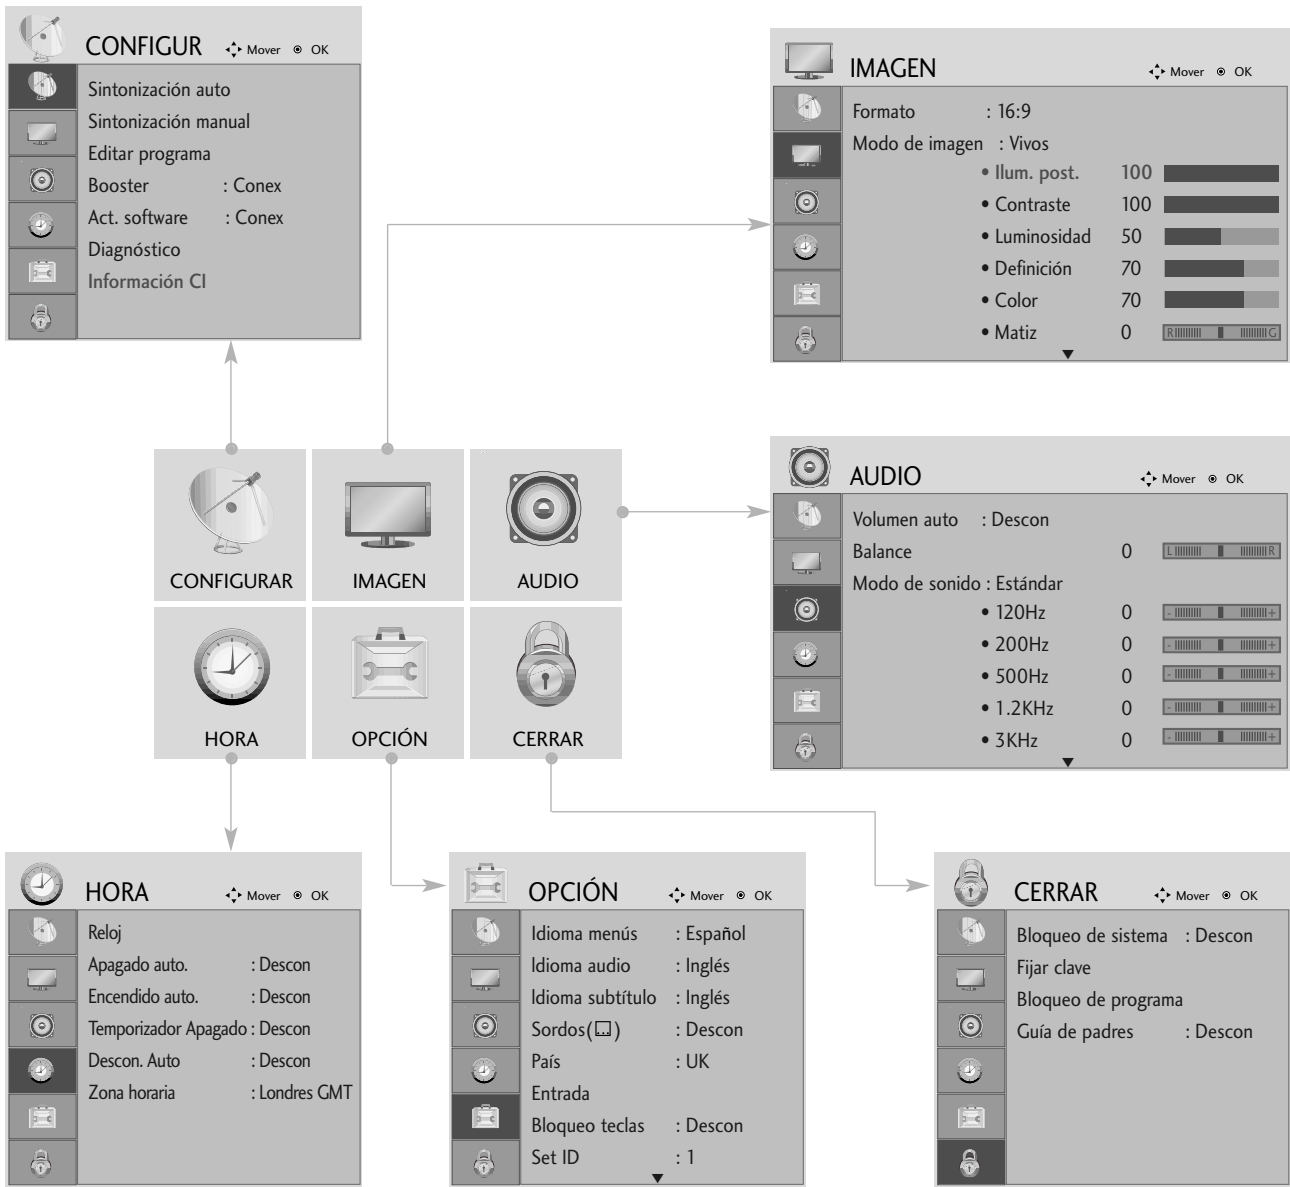 CONFIGUR Mover OK
Sintonización auto
Sintonización manual
Editar programa
Booster : Conex
Act. software : Conex
Diagnóstico
Información CI
IMAGEN Mover OK
Formato : 16:9
Modo de imagen : Vivos
• Ilum. post. 100
• Contraste 100
• Luminosidad 50
• Definición 70
• Color 70
• Matiz 0 R G
CONFIGURAR
IMAGEN
AUDIO
HORA
OPCIÓN
CERRAR
AUDIO Mover OK
Volumen auto : Descon
Balance 0 L R
Modo de sonido : Estándar
• 120Hz 0 - +
• 200Hz 0 - +
• 500Hz 0 - +
• 1.2KHz 0 - +
• 3KHz 0 - +
HORA Mover OK
Reloj
Apagado auto. : Descon
Encendido auto. : Descon
Temporizador Apagado : Descon
Descon. Auto : Descon
Zona horaria : Londres GMT
OPCIÓN Mover OK
Idioma menús : Español
Idioma audio : Inglés
Idioma subtítulo : Inglés
Sordos( ) : Descon
País : UK
Entrada
Bloqueo teclas : Descon
Set ID : 1
CERRAR Mover OK
Bloqueo de sistema : Descon
Fijar clave
Bloqueo de programa
Guía de padres : Descon